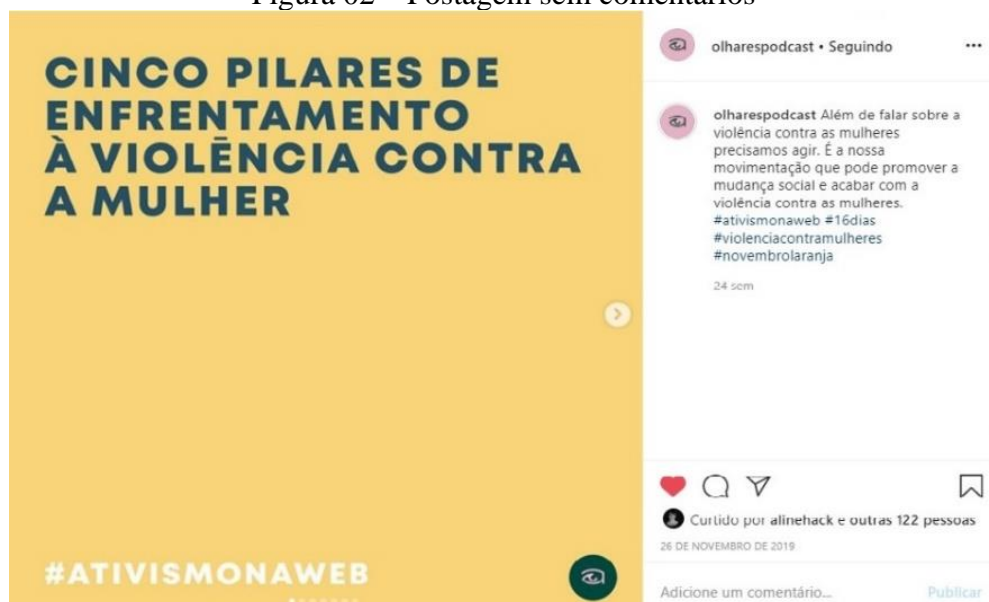 Figura 02 – Postagem sem comentários
CINCO PILARES DE
ENFRENTAMENTO
À VIOLÊNCIA CONTRA
A MULHER
#ATIVISMONAWEB
olharespodcast • Seguindo
olharespodcast Além de falar sobre a
violência contra as mulheres
precisamos agir. É a nossa
movimentação que pode promover a
mudança social e acabar com a
violência contra as mulheres.
#ativismonaweb #16dias
#violenciacontramulheres
#novembrolaranja
24 sem
Curtido por alinehack e outras 122 pessoas
26 DE NOVEMBRO DE 2019
Adicione um comentário... Publicar